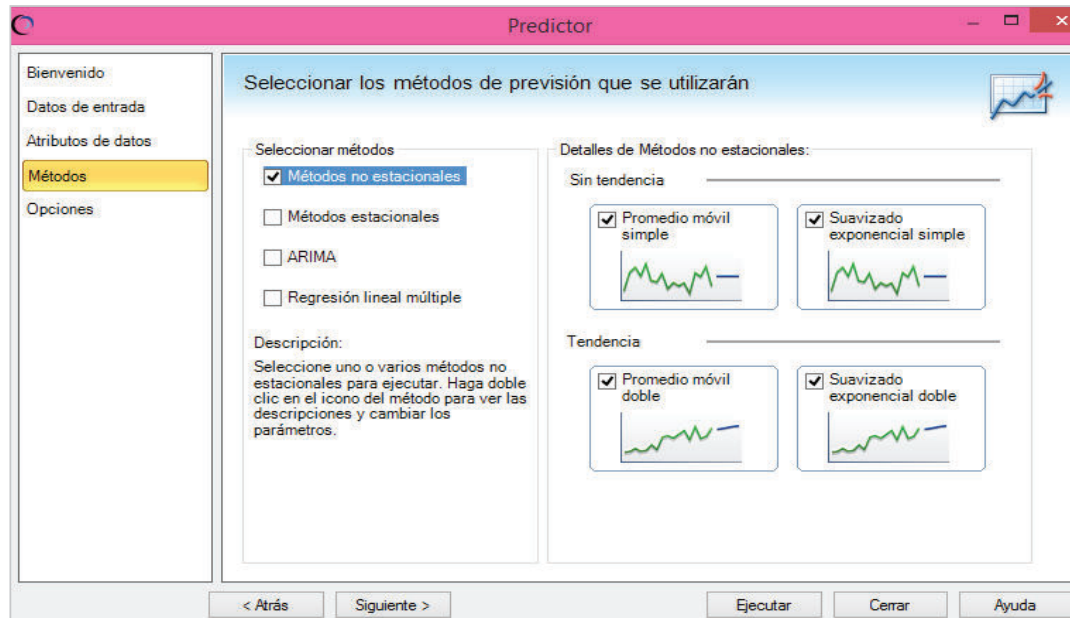 Predictor
Bienvenido
Datos de entrada
Atributos de datos
Métodos
Opciones
Seleccionar los métodos de previsión que se utilizarán
Seleccionar métodos
Métodos no estacionales
Métodos estacionales
ARIMA
Regresión lineal múltiple
Descripción:
Seleccione uno o varios métodos no
estacionales para ejecutar. Haga doble
clic en el icono del método para ver las
descripciones y cambiar los
parámetros.
Detalles de Métodos no estacionales:
Sin tendencia
Promedio móvil
simple
Suavizado
exponencial simple
Tendencia
Promedio móvil
doble
Suavizado
exponencial doble
< Atrás
Siguiente >
Ejecutar
Cerrar
Ayuda